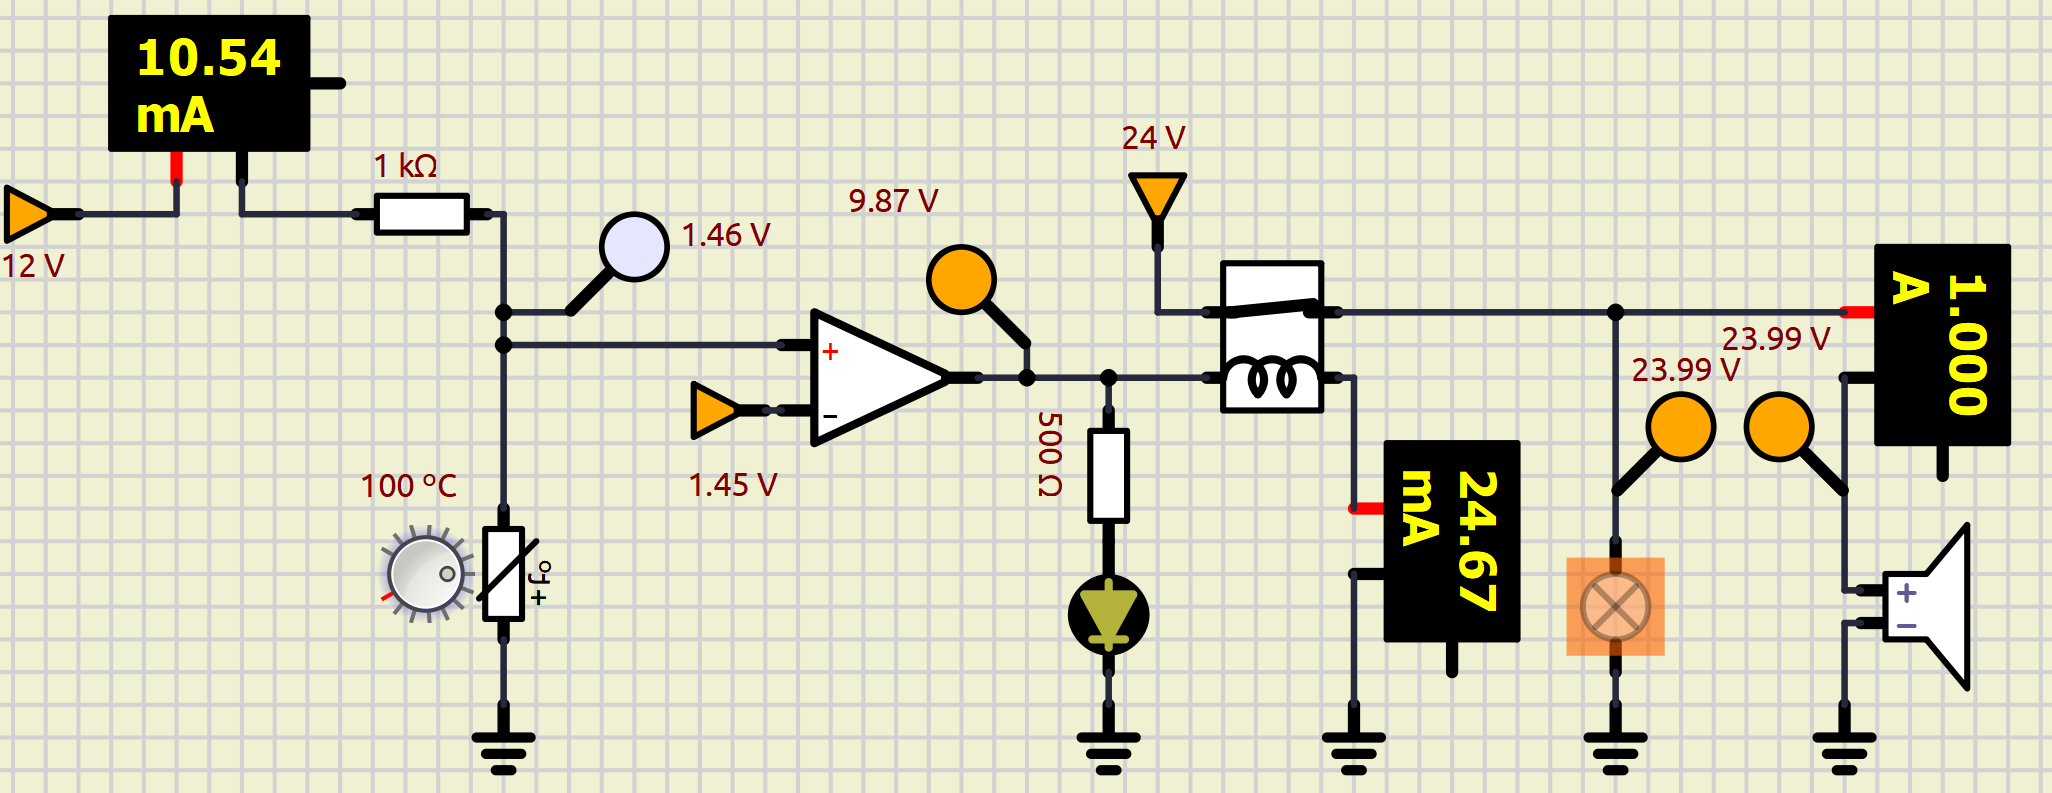 10.54
mA
1 kΩ
12 V
1.46 V
9.87 V
24 V
1.45 V
+
−
100 °C
+t°
500 Ω
24.67
mA
23.99 V
23.99 V
1.000
A
+
−